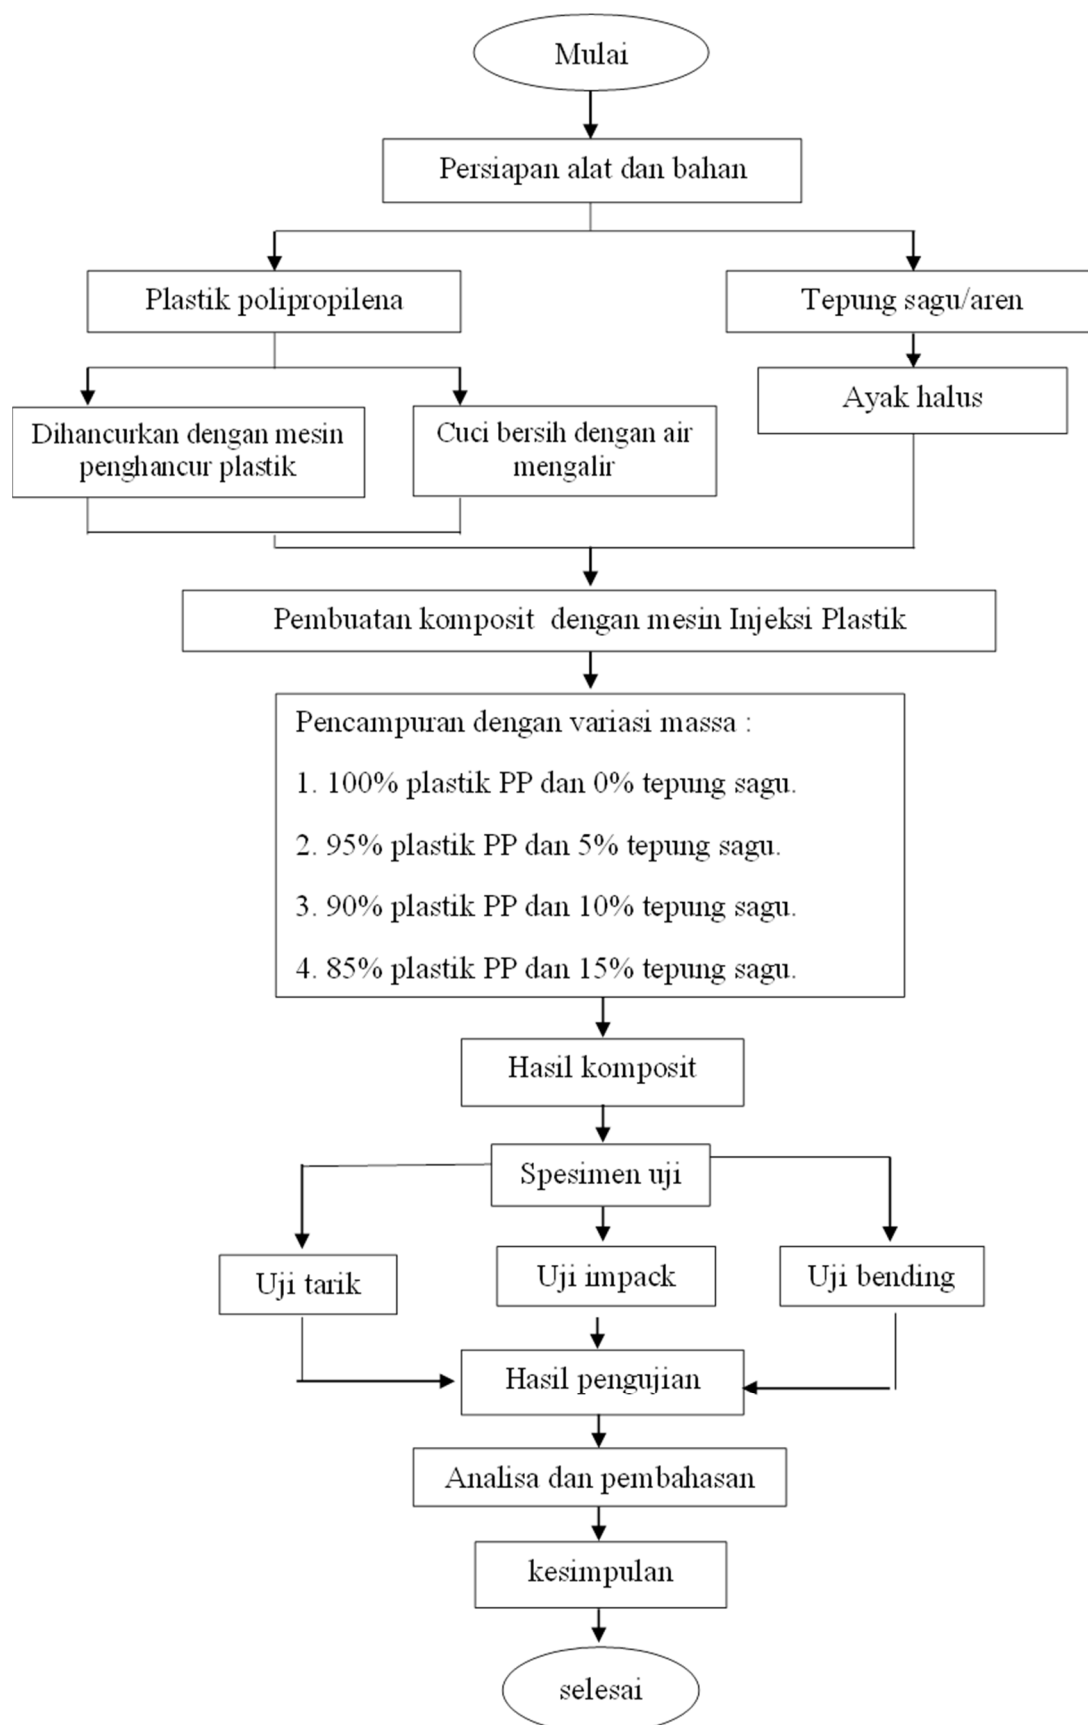 Mulai
Persiapan alat dan bahan
Plastik polipropilena
Tepung sagu/aren
Dihancurkan dengan mesin
penghancur plastik
Cuci bersih dengan air
mengalir
Ayak halus
Pembuatan komposit dengan mesin Injeksi Plastik
Pencampuran dengan variasi massa :
1. 100% plastik PP dan 0% tepung sagu.
2. 95% plastik PP dan 5% tepung sagu.
3. 90% plastik PP dan 10% tepung sagu.
4. 85% plastik PP dan 15% tepung sagu.
Hasil komposit
Spesimen uji
Uji tarik
Uji impack
Uji bending
Hasil pengujian
Analisa dan pembahasan
kesimpulan
selesai